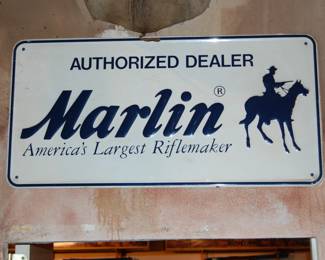 AUTHORIZED DEALER
Marlin®
America's Largest Riflemaker